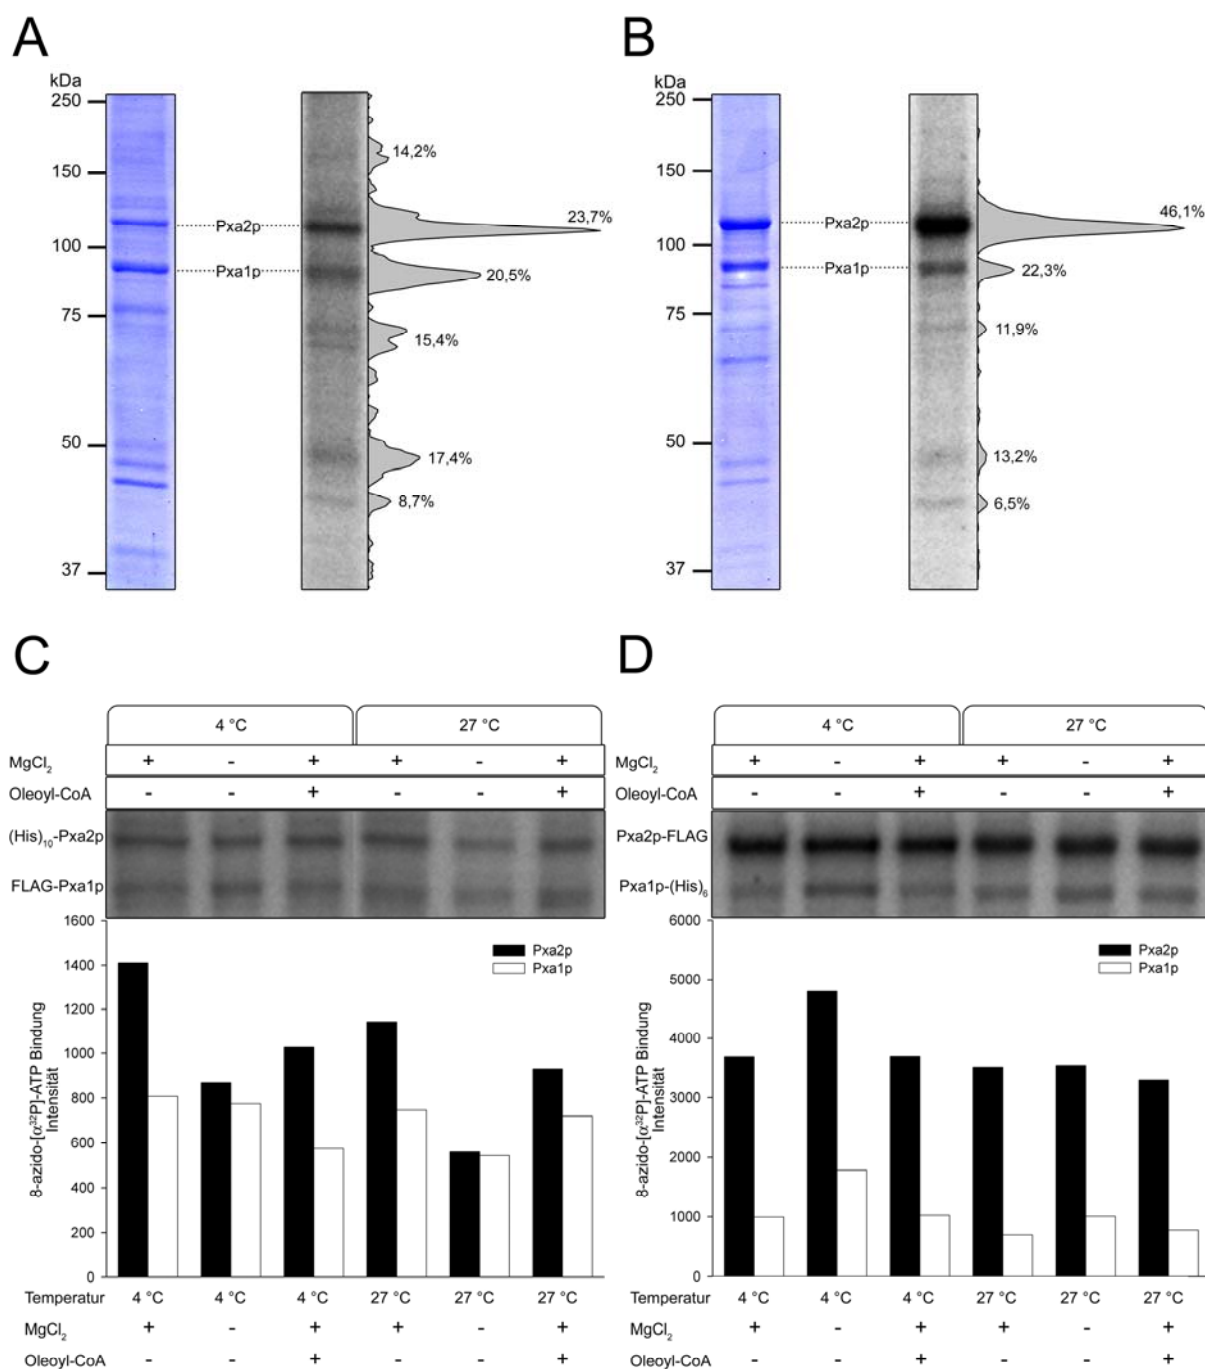 A
B
kDa
250
150
100
75
50
37
Pxa2p
Pxa1p
14,2%
23,7%
20,5%
15,4%
17,4%
8,7%
kDa
250
150
100
75
50
37
Pxa2p
Pxa1p
46,1%
22,3%
11,9%
13,2%
6,5%
C
4 °C 27 °C
MgCl₂ + - + + - +
Oleoyl-CoA - - + - - +
(His)₁₀-Pxa2p
FLAG-Pxa1p
1600
1400
1200
1000
800
600
400
200
0
8-azido-[α³²P]-ATP Bindung
Intensität
Pxa2p
Pxa1p
Temperatur 4 °C 4 °C 4 °C 27 °C 27 °C 27 °C
MgCl₂ + - + + - +
Oleoyl-CoA - - + - - +
D
4 °C 27 °C
MgCl₂ + - + + - +
Oleoyl-CoA - - + - - +
Pxa2p-FLAG
Pxa1p-(His)₆
6000
5000
4000
3000
2000
1000
0
8-azido-[α³²P]-ATP Bindung
Intensität
Pxa2p
Pxa1p
Temperatur 4 °C 4 °C 4 °C 27 °C 27 °C 27 °C
MgCl₂ + - + + - +
Oleoyl-CoA - - + - - +